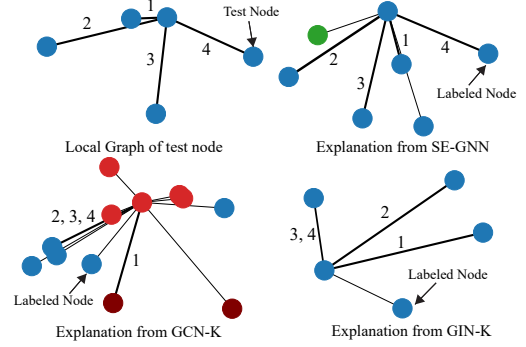 1
2
Test Node
4
3
Local Graph of test node
1
4
2
3
Labeled Node
Explanation from SE-GNN
2, 3, 4
1
Labeled Node
Explanation from GCN-K
2
3, 4
1
Labeled Node
Explanation from GIN-K